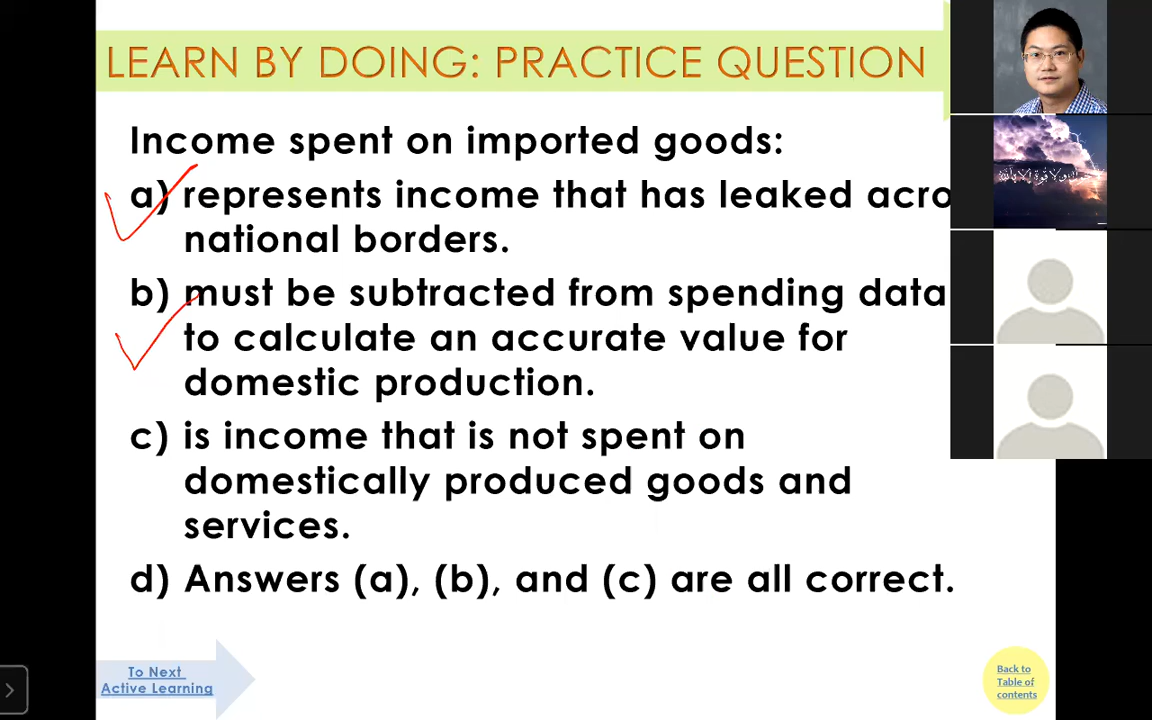 LEARN BY DOING: PRACTICE QUESTION
Income spent on imported goods:
a) represents income that has leaked acro
national borders.
b) must be subtracted from spending data
to calculate an accurate value for
domestic production.
c) is income that is not spent on
domestically produced goods and
services.
d) Answers (a), (b), and (c) are all correct.
To Next
Active Learning
Back to
Table of
contents